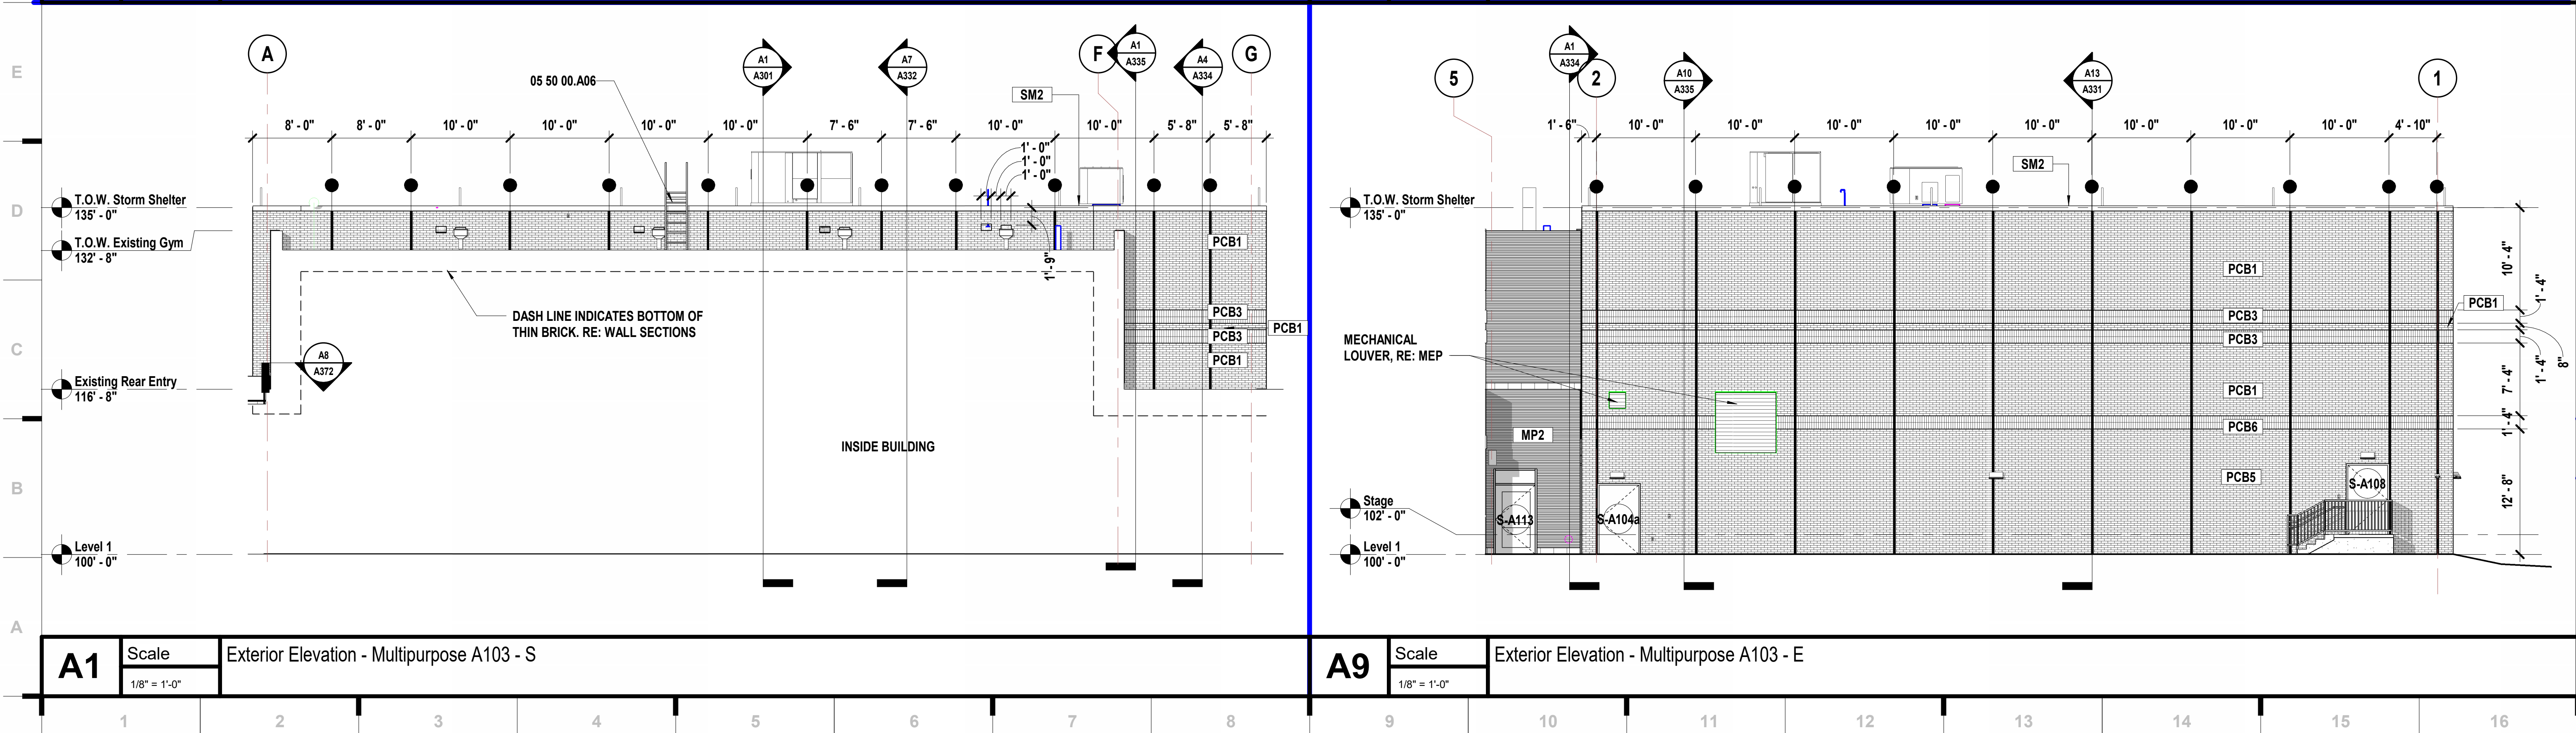 E
D
C
B
A
A
A1
A301
A7
A332
F
A1
A335
A4
A334
G
05 50 00.A06
SM2
8' - 0"
8' - 0"
10' - 0"
10' - 0"
10' - 0"
10' - 0"
7' - 6"
7' - 6"
10' - 0"
10' - 0"
5' - 8"
5' - 8"
1' - 0"
1' - 0"
1' - 0"
1' - 9"
T.O.W. Storm Shelter
135' - 0"
T.O.W. Existing Gym
132' - 8"
Existing Rear Entry
116' - 8"
Level 1
100' - 0"
A8
A372
DASH LINE INDICATES BOTTOM OF
THIN BRICK. RE: WALL SECTIONS
INSIDE BUILDING
PCB1
PCB3
PCB1
PCB3
PCB1
5
A1
A334
2
A10
A335
A13
A331
1
1' - 6"
10' - 0"
10' - 0"
10' - 0"
10' - 0"
10' - 0"
10' - 0"
10' - 0"
10' - 0"
4' - 10"
SM2
T.O.W. Storm Shelter
135' - 0"
MECHANICAL
LOUVER, RE: MEP
Stage
102' - 0"
Level 1
100' - 0"
MP2
S-A113
S-A104a
S-A108
PCB1
PCB3
PCB1
PCB3
PCB1
PCB6
PCB5
10' - 4"
1' - 4"
8"
1' - 4"
7' - 4"
1' - 4"
12' - 8"
A1
Scale
1/8" = 1'-0"
Exterior Elevation - Multipurpose A103 - S
A9
Scale
1/8" = 1'-0"
Exterior Elevation - Multipurpose A103 - E
1 2 3 4 5 6 7 8 9 10 11 12 13 14 15 16